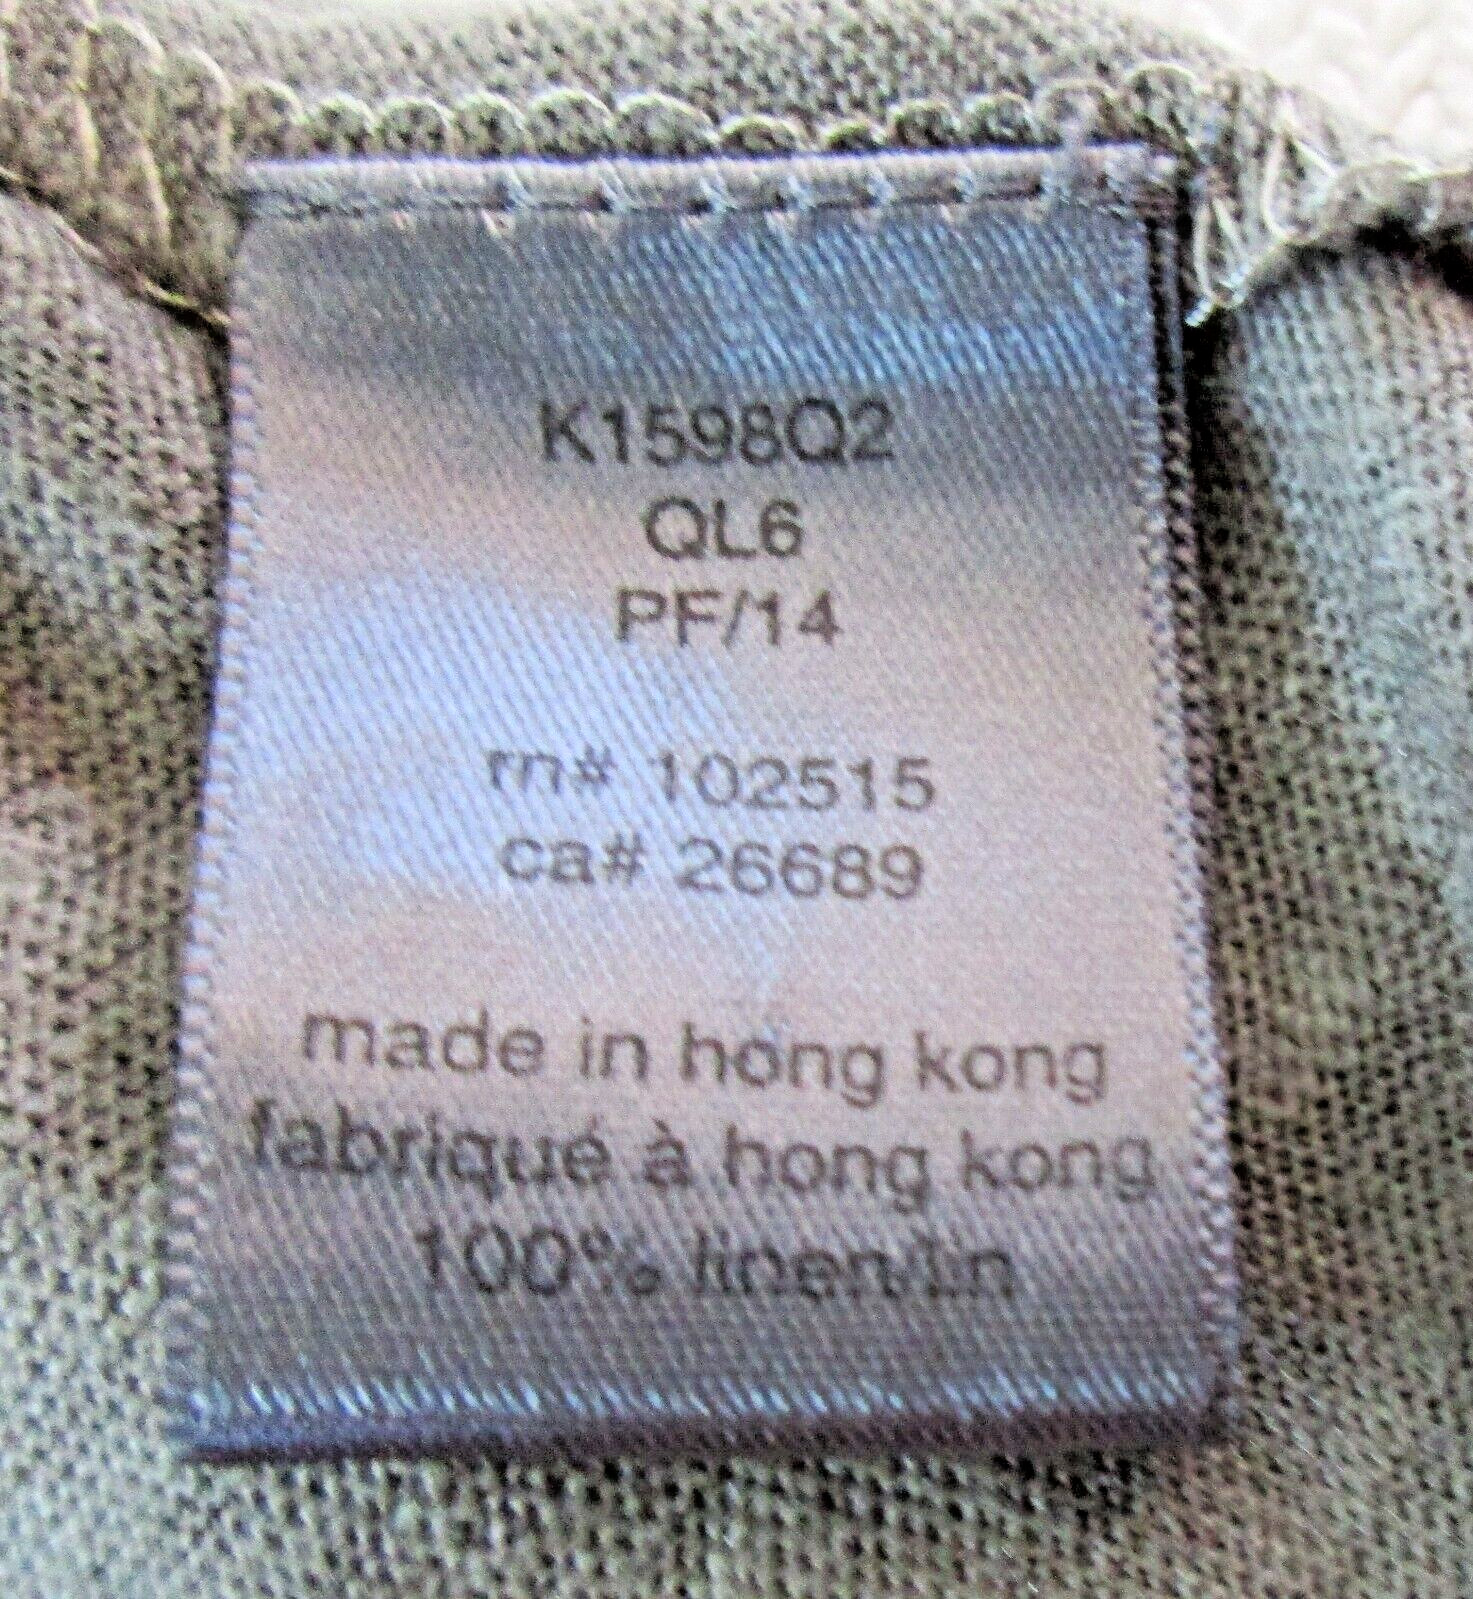 K1598Q2
QL6
PF/14
rn# 102515
ca# 26689
made in hong kong
fabriqué à hong kong
100% linen/lin